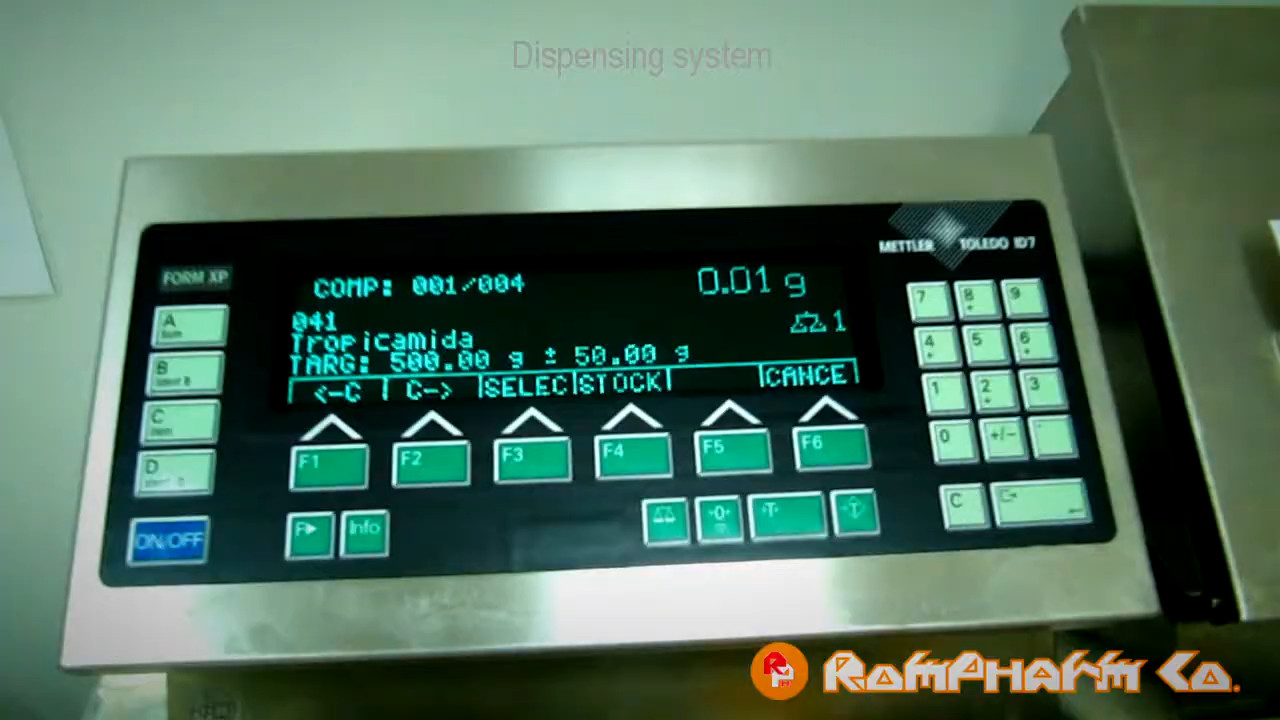 Dispensing system
METTLER TOLEDO ID7
FORM XP
COMP: 001/004
0.01 g
041
1
Tropicamida
TARG: 500.00 g ± 50.00 g
<-C C-> SELEC STOCK CANCE
F1 F2 F3 F4 F5 F6
A
B
C
D
ON/OFF
F
Info
→0←
T
7 8 9
4 5 6
1 2 3
0 +/-
C
RomPharm Co.